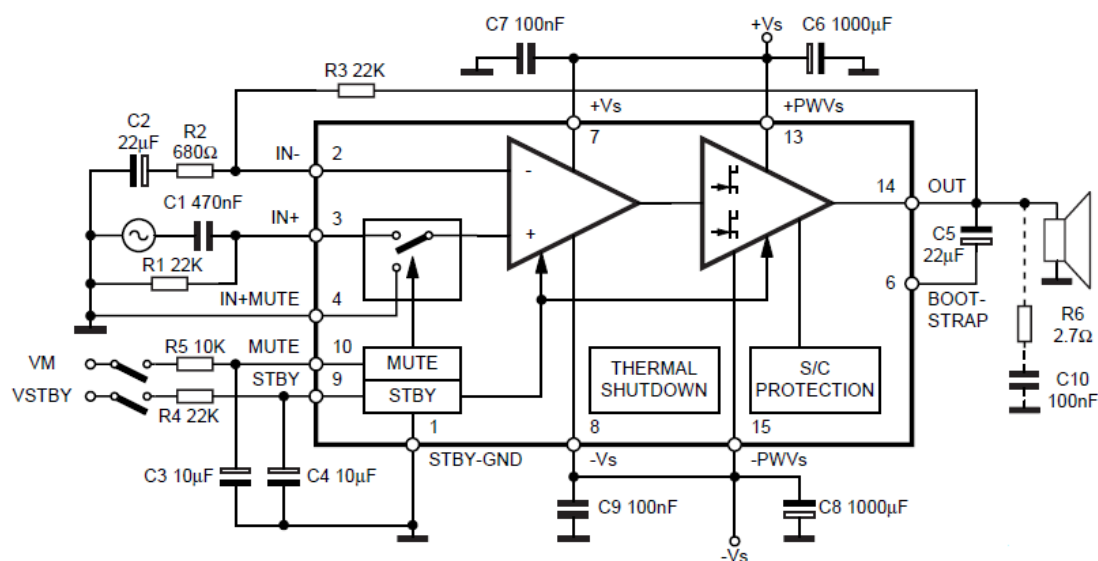 C7 100nF
+Vs
C6 1000μF
R3 22K
+Vs
+PWVs
C2
22μF
R2
680Ω
IN-
2
7
13
-
14
OUT
C1 470nF
IN+
3
+
C5
22μF
R1 22K
IN+MUTE
4
6
BOOT-
STRAP
R6
2.7Ω
VM
R5 10K
MUTE
10
MUTE
THERMAL
SHUTDOWN
S/C
PROTECTION
VSTBY
R4 22K
STBY
9
STBY
C10
100nF
1
8
15
STBY-GND
-Vs
-PWVs
C3 10μF
C4 10μF
C9 100nF
C8 1000μF
-Vs